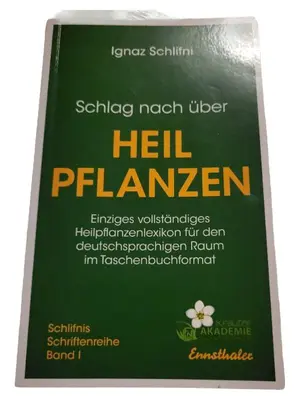 Ignaz Schlifni
Schlag nach über
HEIL
PFLANZEN
Einziges vollständiges
Heilpflanzenlexikon für den
deutschsprachigen Raum
im Taschenbuchformat
AKADEMIE
Schlifnis
Schriftenreihe
Band I
Ennsthaler